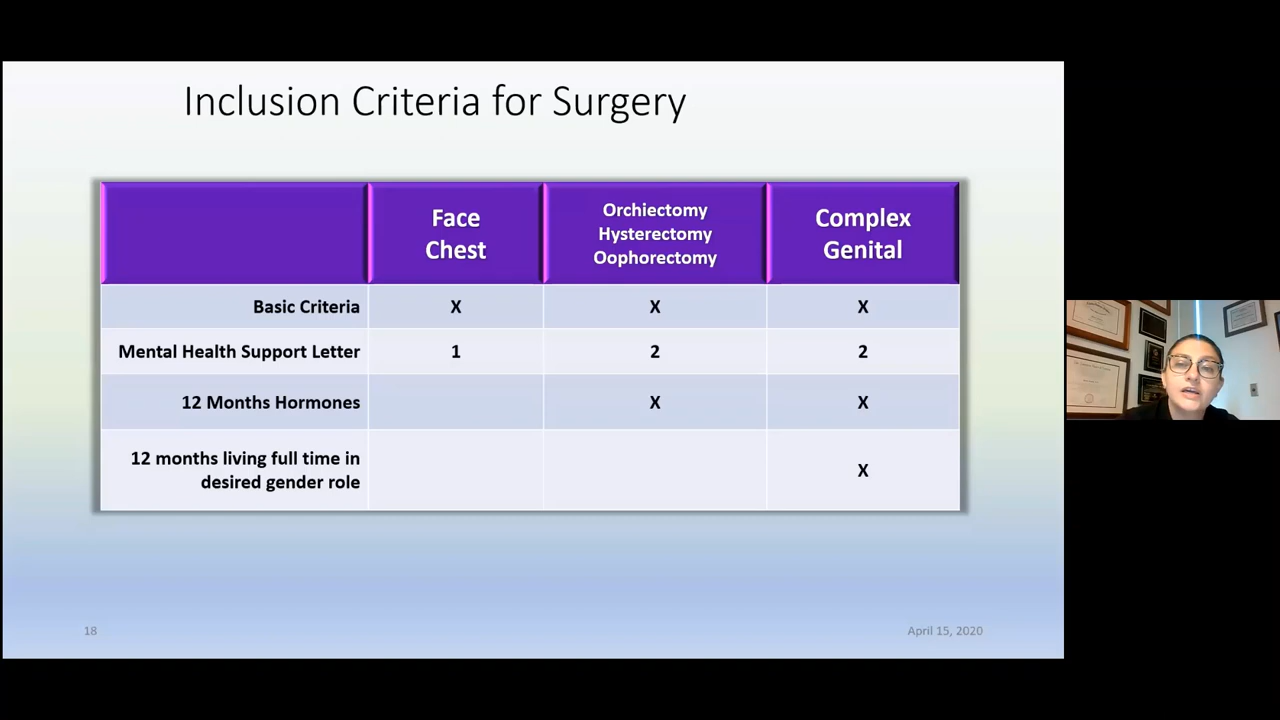 Inclusion Criteria for Surgery
Face
Chest
Orchiectomy
Hysterectomy
Oophorectomy
Complex
Genital
Basic Criteria X X X
Mental Health Support Letter 1 2 2
12 Months Hormones X X
12 months living full time in
desired gender role X
18
April 15, 2020